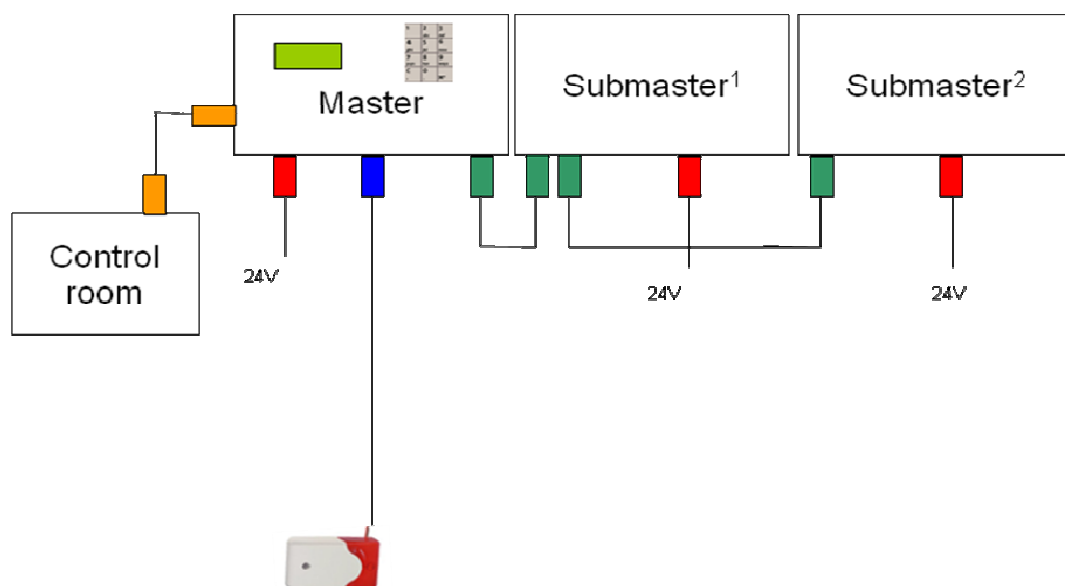 Master
Submaster¹
Submaster²
Control
room
24V
24V
24V